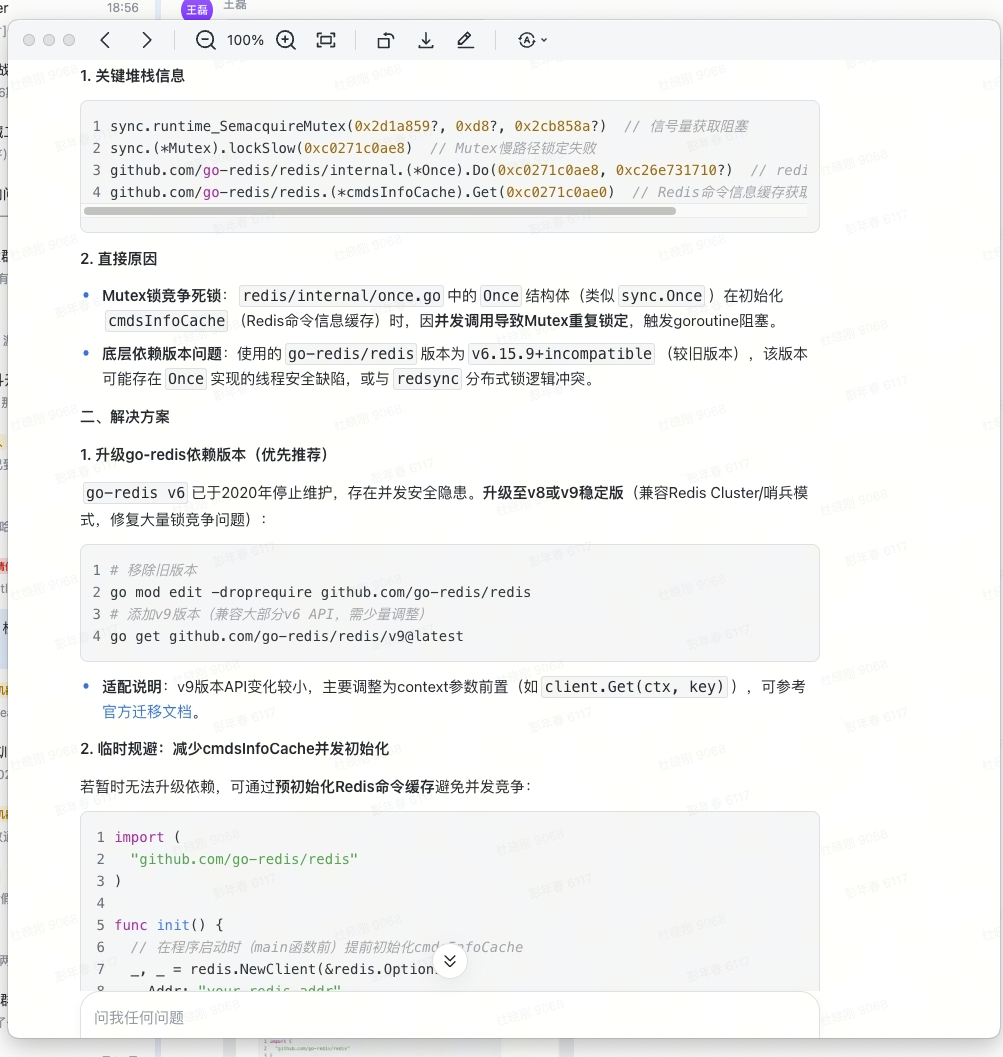 18:56
王磊
王磊
100%
1. 关键堆栈信息
1 sync.runtime_SemacquireMutex(0x2d1a859?, 0xd8?, 0x2cb858a?)  // 信号量获取阻塞
2 sync.(*Mutex).lockSlow(0xc0271c0ae8)  // Mutex慢路径锁定失败
3 github.com/go-redis/redis/internal.(*Once).Do(0xc0271c0ae8, 0xc26e731710?)  // redi
4 github.com/go-redis/redis.(*cmdsInfoCache).Get(0xc0271c0ae0)  // Redis命令信息缓存获取
2. 直接原因
• Mutex锁竞争死锁： redis/internal/once.go 中的 Once 结构体（类似 sync.Once ）在初始化
cmdsInfoCache （Redis命令信息缓存）时，因并发调用导致Mutex重复锁定，触发goroutine阻塞。
• 底层依赖版本问题：使用的 go-redis/redis 版本为 v6.15.9+incompatible （较旧版本），该版本
可能存在 Once 实现的线程安全缺陷，或与 redsync 分布式锁逻辑冲突。
二、解决方案
1. 升级go-redis依赖版本（优先推荐）
go-redis v6 已于2020年停止维护，存在并发安全隐患。升级至v8或v9稳定版（兼容Redis Cluster/哨兵模
式，修复大量锁竞争问题）：
1 # 移除旧版本
2 go mod edit -droprequire github.com/go-redis/redis
3 # 添加v9版本（兼容大部分v6 API，需少量调整）
4 go get github.com/go-redis/redis/v9@latest
• 适配说明：v9版本API变化较小，主要调整为context参数前置（如 client.Get(ctx, key) ），可参考
官方迁移文档。
2. 临时规避：减少cmdsInfoCache并发初始化
若暂时无法升级依赖，可通过预初始化Redis命令缓存避免并发竞争：
1 import (
2   "github.com/go-redis/redis"
3 )
4
5 func init() {
6   // 在程序启动时（main函数前）提前初始化cmdsInfoCache
7   _, _ = redis.NewClient(&redis.Option
8     Addr: "your-redis-addr"
问我任何问题